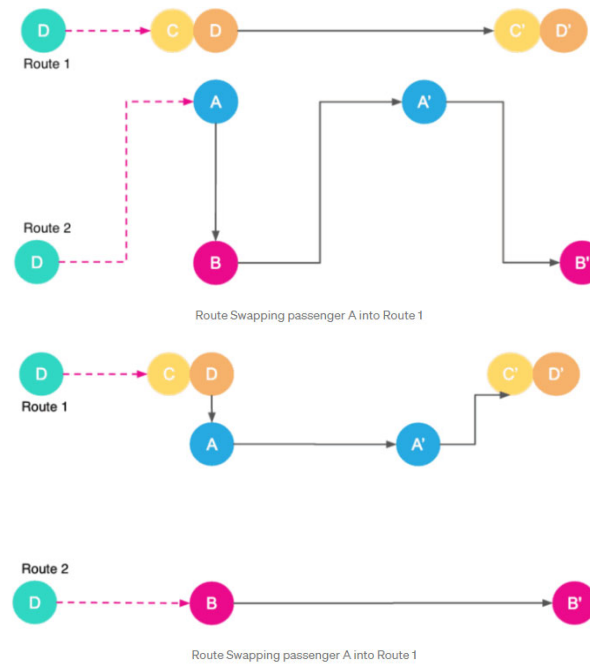 D C D C' D'
Route 1
A A'
Route 2
D B B'
Route Swapping passenger A into Route 1
D C D C' D'
Route 1
A A'
Route 2
D B B'
Route Swapping passenger A into Route 1